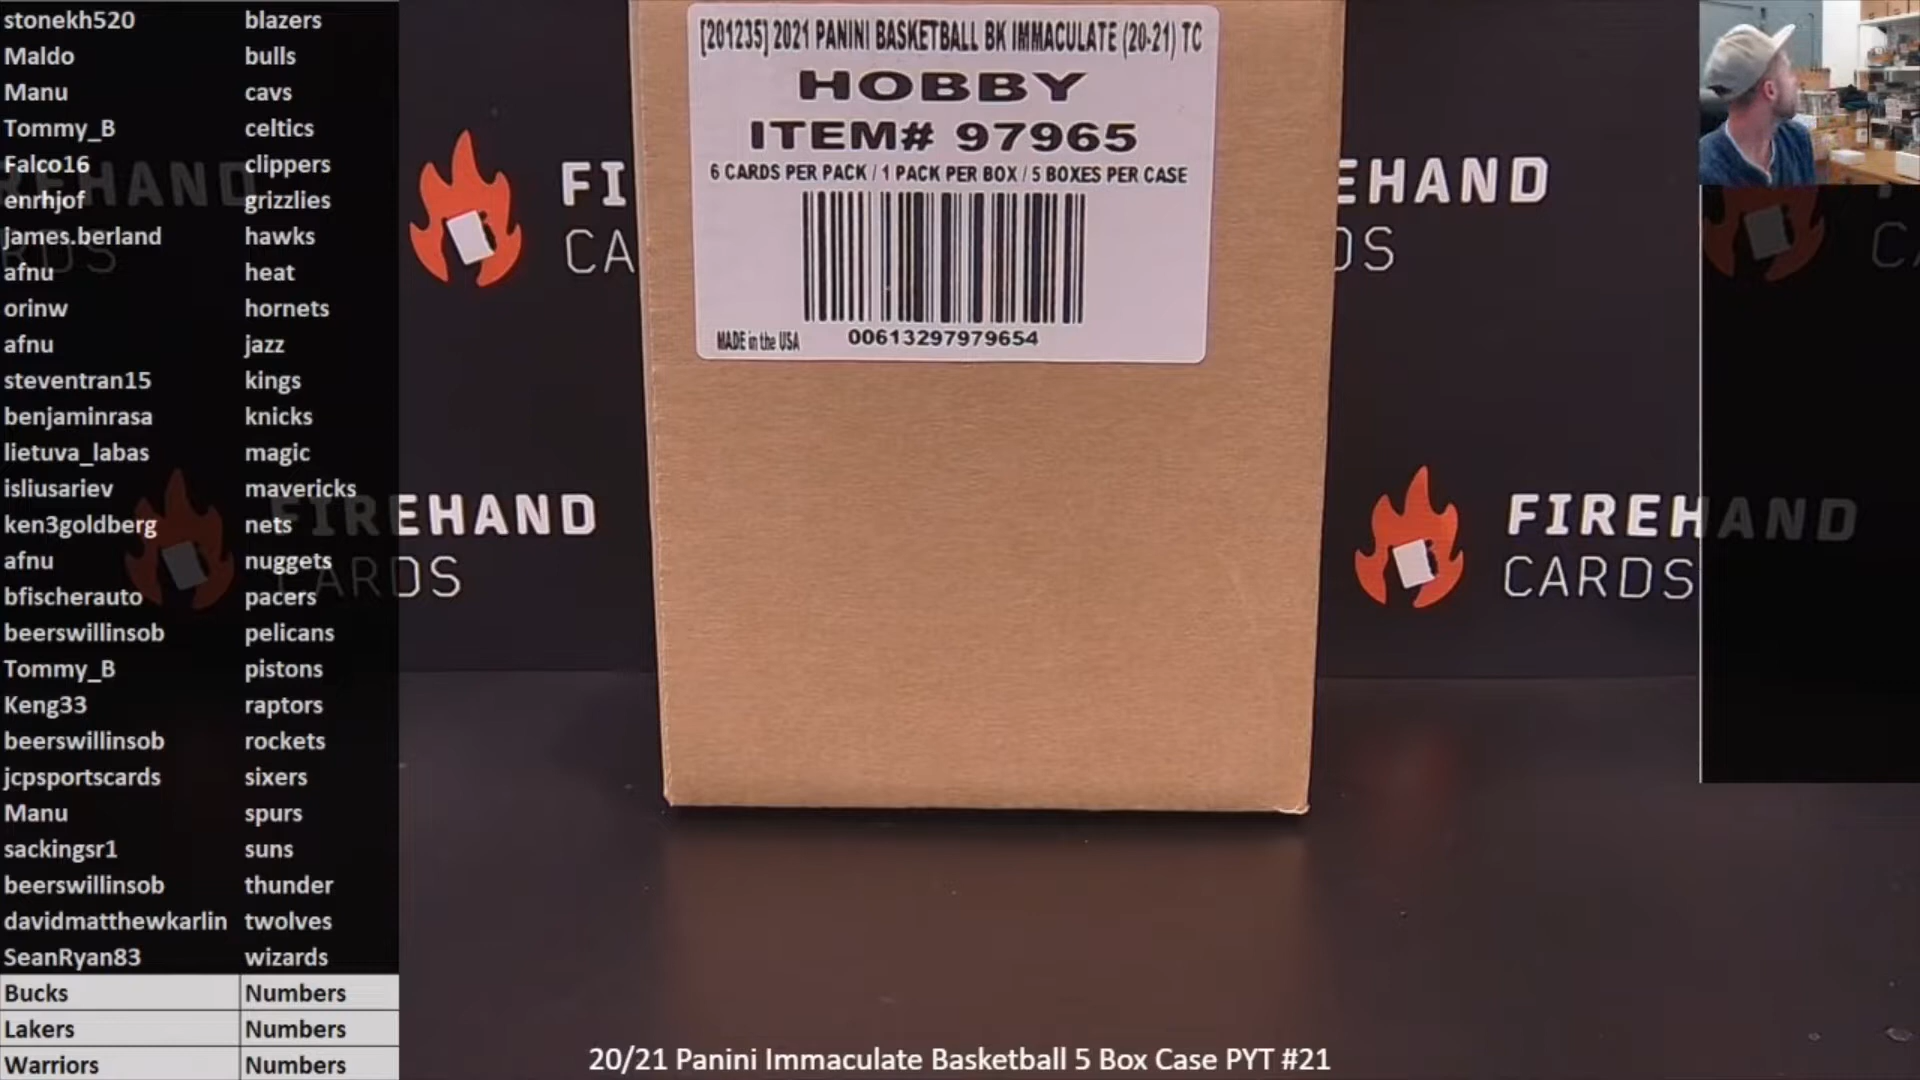 stonekh520 blazers
Maldo bulls
Manu cavs
Tommy_B celtics
Falco16 clippers
enrhjof grizzlies
james.berland hawks
afnu heat
orinw hornets
afnu jazz
steventran15 kings
benjaminrasa knicks
lietuva_labas magic
isliusariev mavericks
ken3goldberg nets
afnu nuggets
bfischerauto pacers
beerswillinsob pelicans
Tommy_B pistons
Keng33 raptors
beerswillinsob rockets
jcpsportscards sixers
Manu spurs
sackingsr1 suns
beerswillinsob thunder
davidmatthewkarlin twolves
SeanRyan83 wizards
Bucks Numbers
Lakers Numbers
Warriors Numbers
[201235] 2021 PANINI BASKETBALL BK IMMACULATE (20-21) TC
HOBBY
ITEM# 97965
6 CARDS PER PACK / 1 PACK PER BOX / 5 BOXES PER CASE
MADE in the USA 00613297979654
FI EHAND
CA DS
FIREHAND
CARDS
FIREHAND
CARDS
20/21 Panini Immaculate Basketball 5 Box Case PYT #21